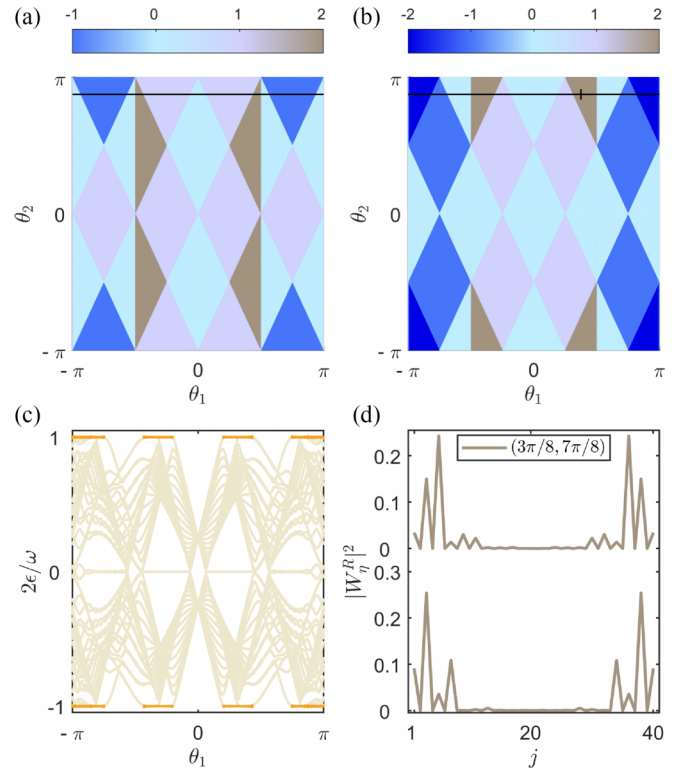 (a)
-1 0 1 2
π
θ₂
0
- π
- π 0 π
θ₁
(b)
-2 -1 0 1 2
π
θ₂
0
- π
- π 0 π
θ₁
(c)
1
2ϵ/ω
0
-1
- π 0 π
θ₁
(d)
(3π/8, 7π/8)
0.2
0.1
0
|W_η^R|²
0.3
0.2
0.1
0
1 20 40
j